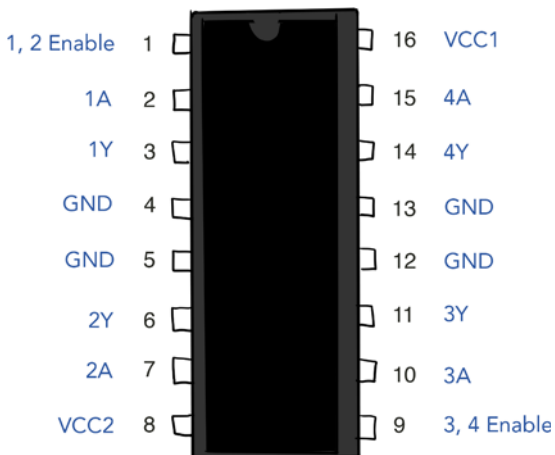 1, 2 Enable 1 16 VCC1
1A 2 15 4A
1Y 3 14 4Y
GND 4 13 GND
GND 5 12 GND
2Y 6 11 3Y
2A 7 10 3A
VCC2 8 9 3, 4 Enable